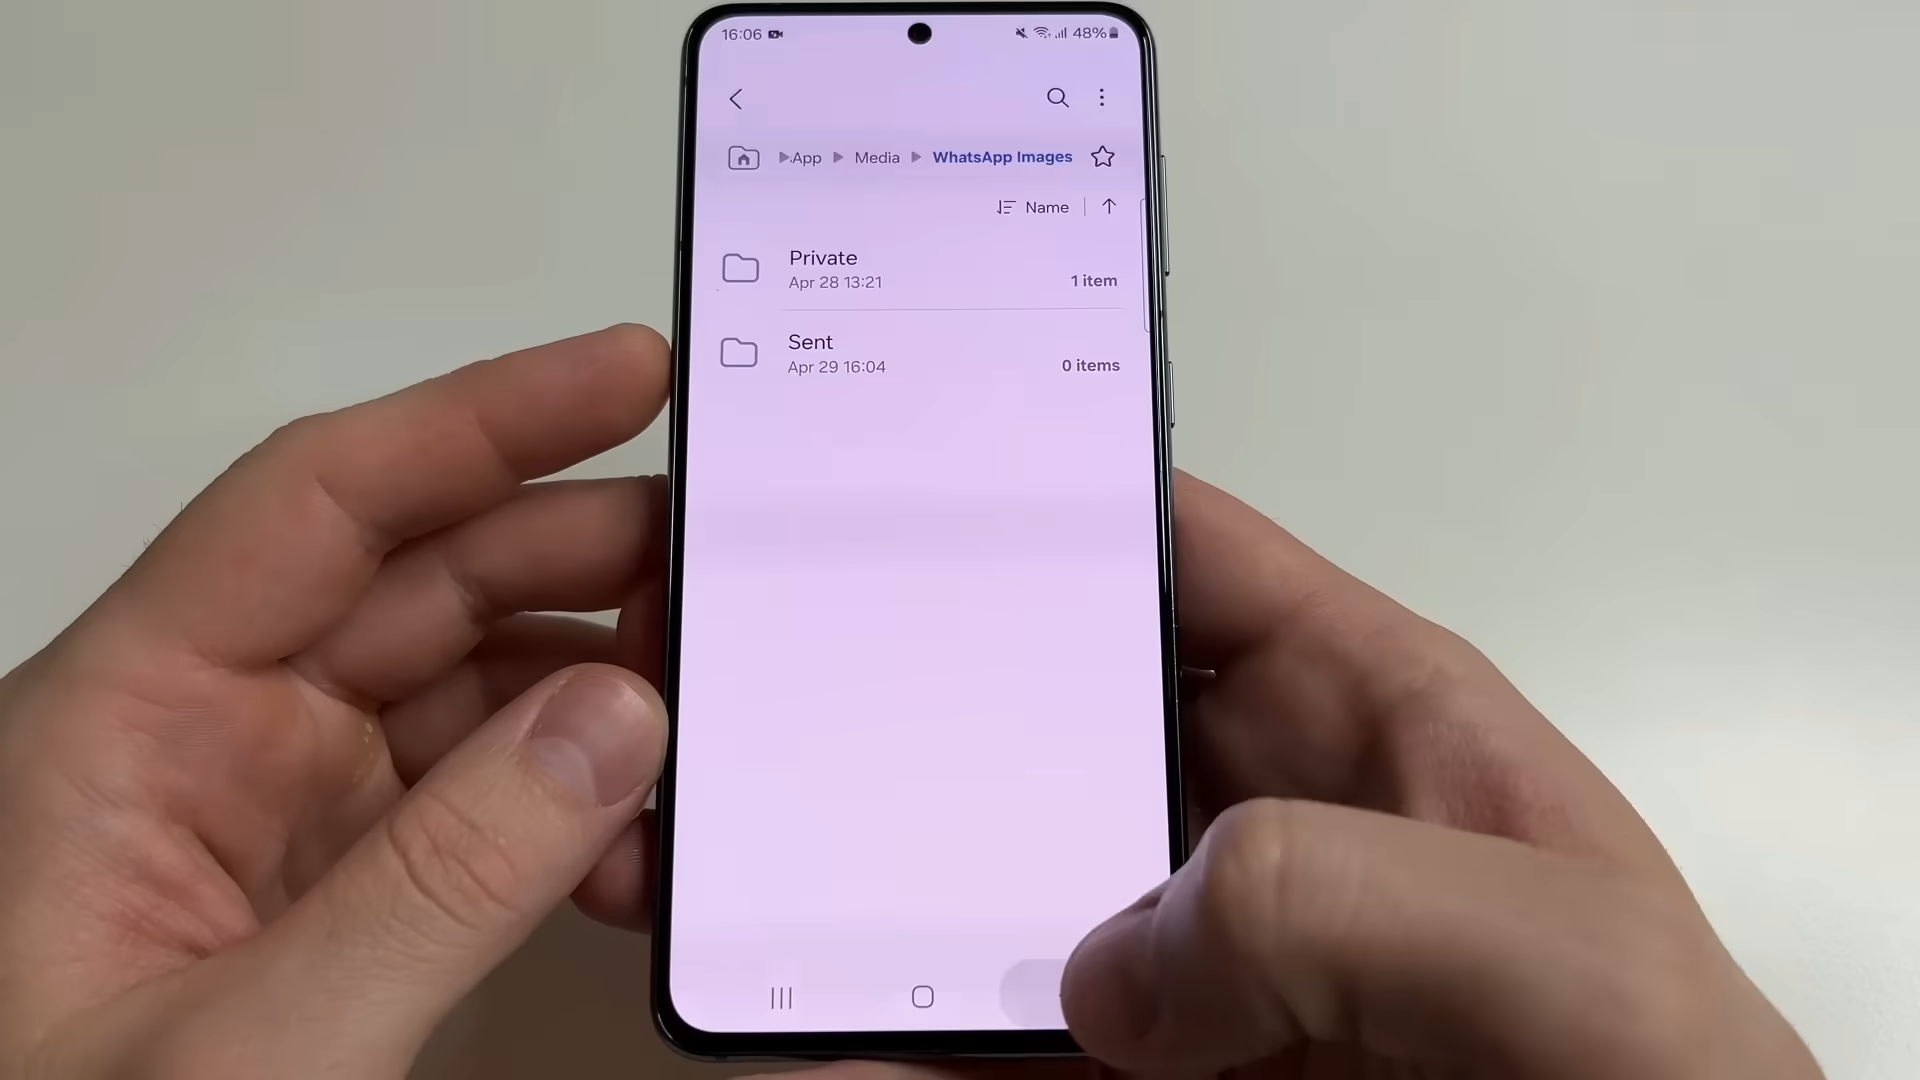 16:06 48%
App Media WhatsApp Images
Name
Private
Apr 28 13:21 1 item
Sent
Apr 29 16:04 0 items